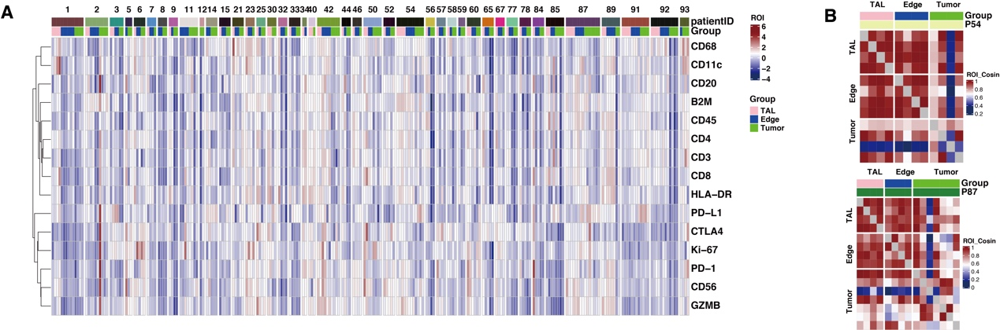 A
1 2 3 5 6 7 8 9 11 12 14 15 21 23 25 30 32 33 34 40 42 44 46 50 52 54 56 57 58 59 60 65 67 77 78 84 85 87 89 91 92 93
patientID
Group
CD68
CD11c
CD20
B2M
CD45
CD4
CD3
CD8
HLA−DR
PD−L1
CTLA4
Ki−67
PD−1
CD56
GZMB
ROI
6
4
2
0
−2
−4
Group
TAL
Edge
Tumor
B
TAL Edge Tumor
Group
P54
TAL
Edge
Tumor
ROI_Cosin
1
0.8
0.6
0.4
0.2
TAL Edge Tumor
Group
P87
TAL
Edge
Tumor
ROI_Cosin
1
0.8
0.6
0.4
0.2
0